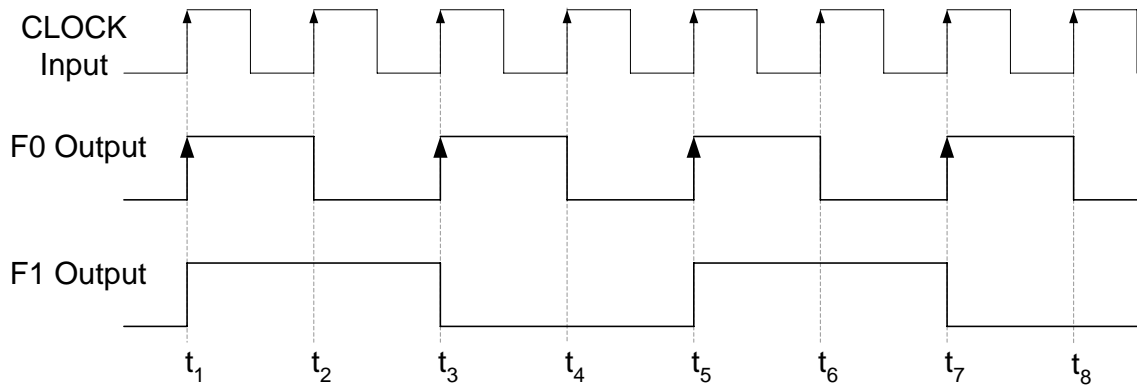 CLOCK
Input
F0 Output
F1 Output
t₁ t₂ t₃ t₄ t₅ t₆ t₇ t₈